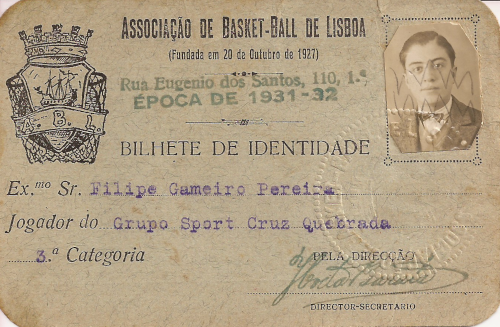 ASSOCIAÇÃO DE BASKET-BALL DE LISBOA
(Fundada em 20 de Outubro de 1927)
Rua Eugenio dos Santos, 110, 1.º
ÉPOCA DE 1931-32
A. B. L.
BILHETE DE IDENTIDADE
Ex.mo Sr. Filipe Gameiro Pereira
Jogador do Grupo Sport Cruz Quebrada
3.ª Categoria
PELA DIRECÇÃO
DIRECTOR-SECRETARIO